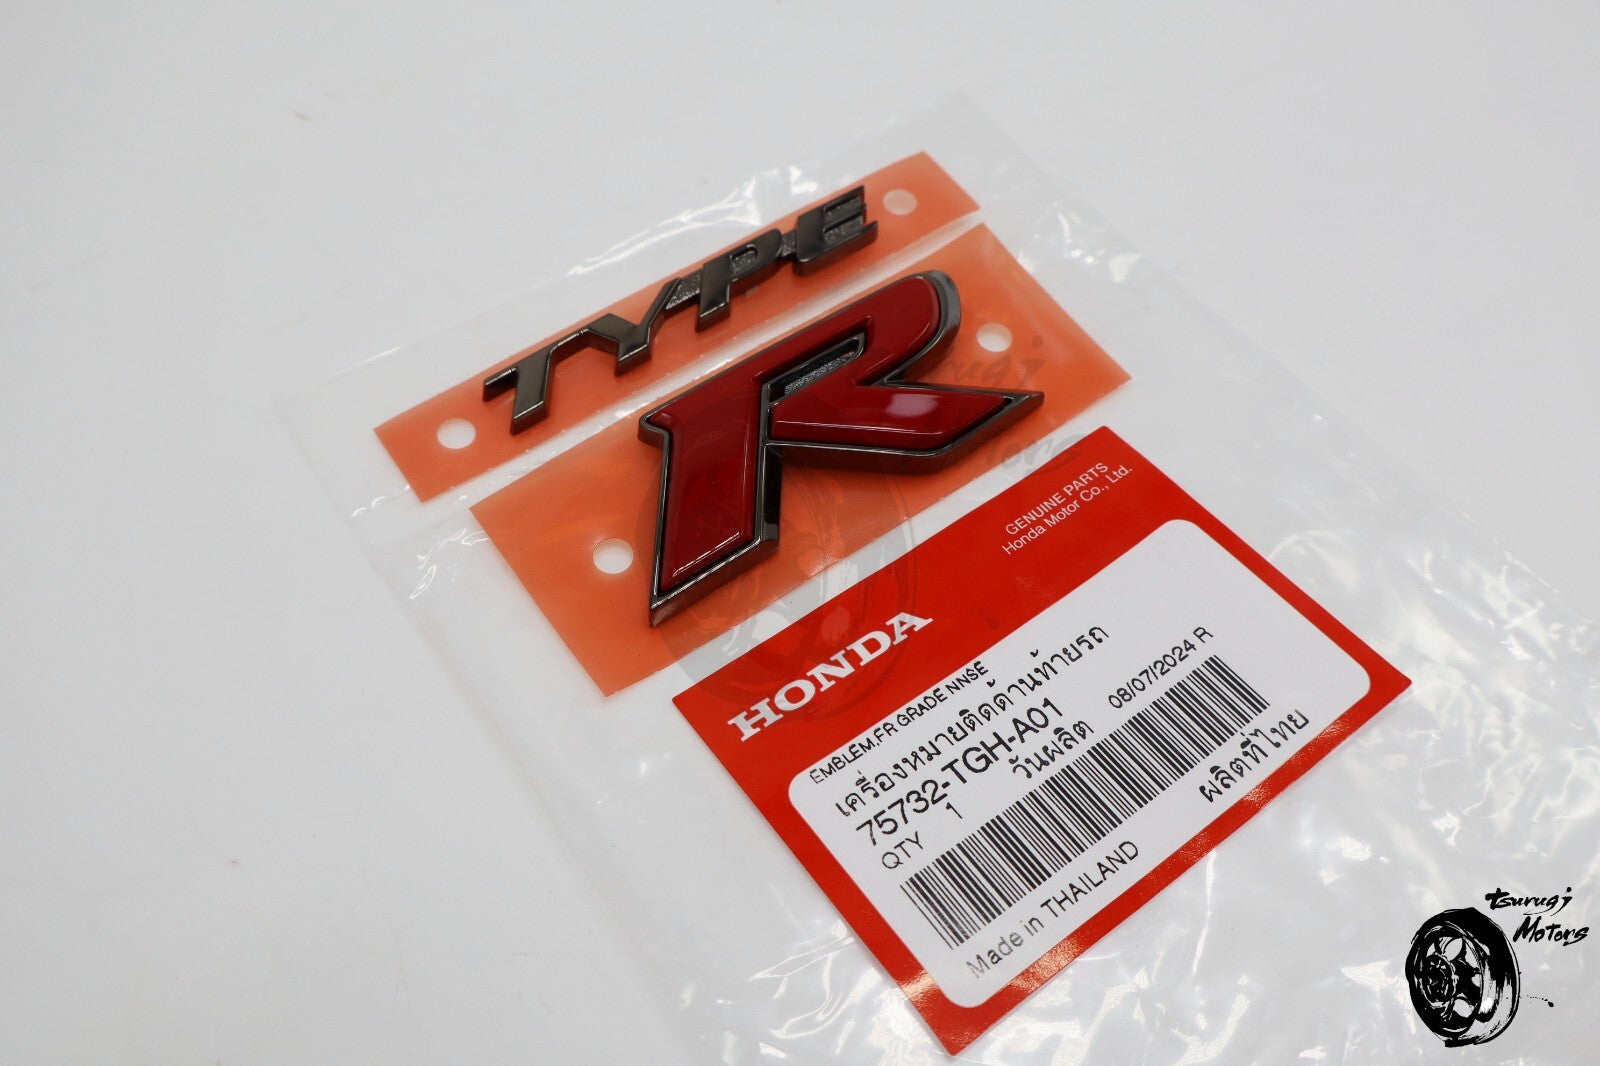 TYPE
R
GENUINE PARTS
Honda Motor Co., Ltd.
HONDA
EMBLEM,FR GRADE NNSE
เครื่องหมายติดด้านท้ายรถ
75732-TGH-A01
QTY 1 วันผลิต 08/07/2024 R
Made in THAILAND ผลิตที่ไทย
Tsurugi
Motors